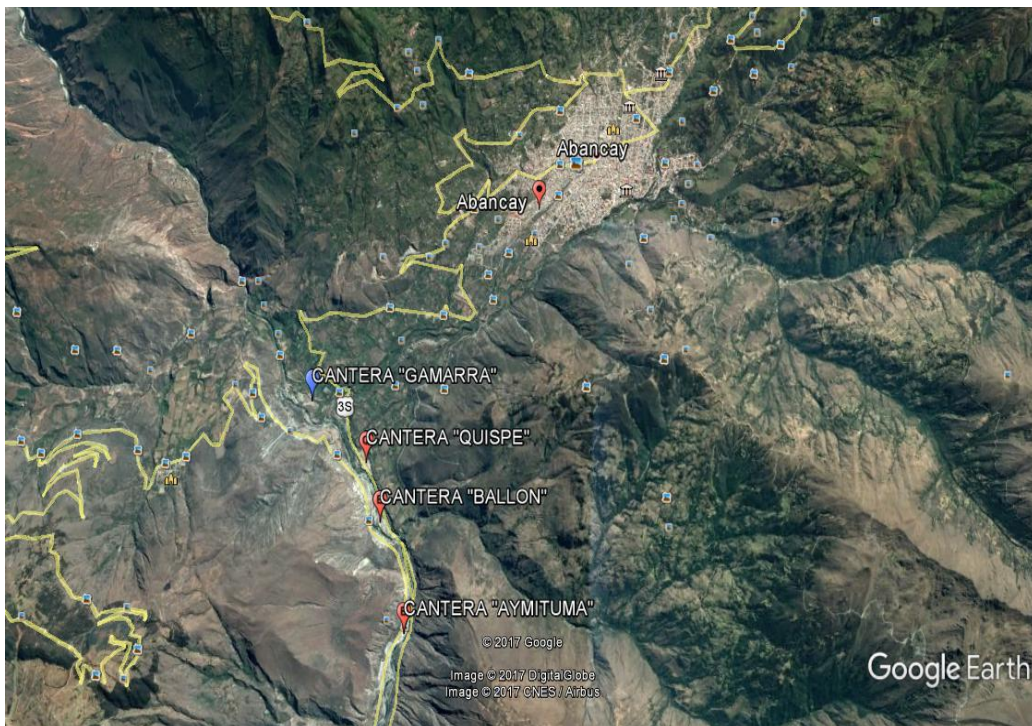 Abancay
Abancay
CANTERA "GAMARRA"
3S
CANTERA "QUISPE"
CANTERA "BALLON"
CANTERA "AYMITUMA"
© 2017 Google
Image © 2017 DigitalGlobe
Image © 2017 CNES / Airbus
Google Earth